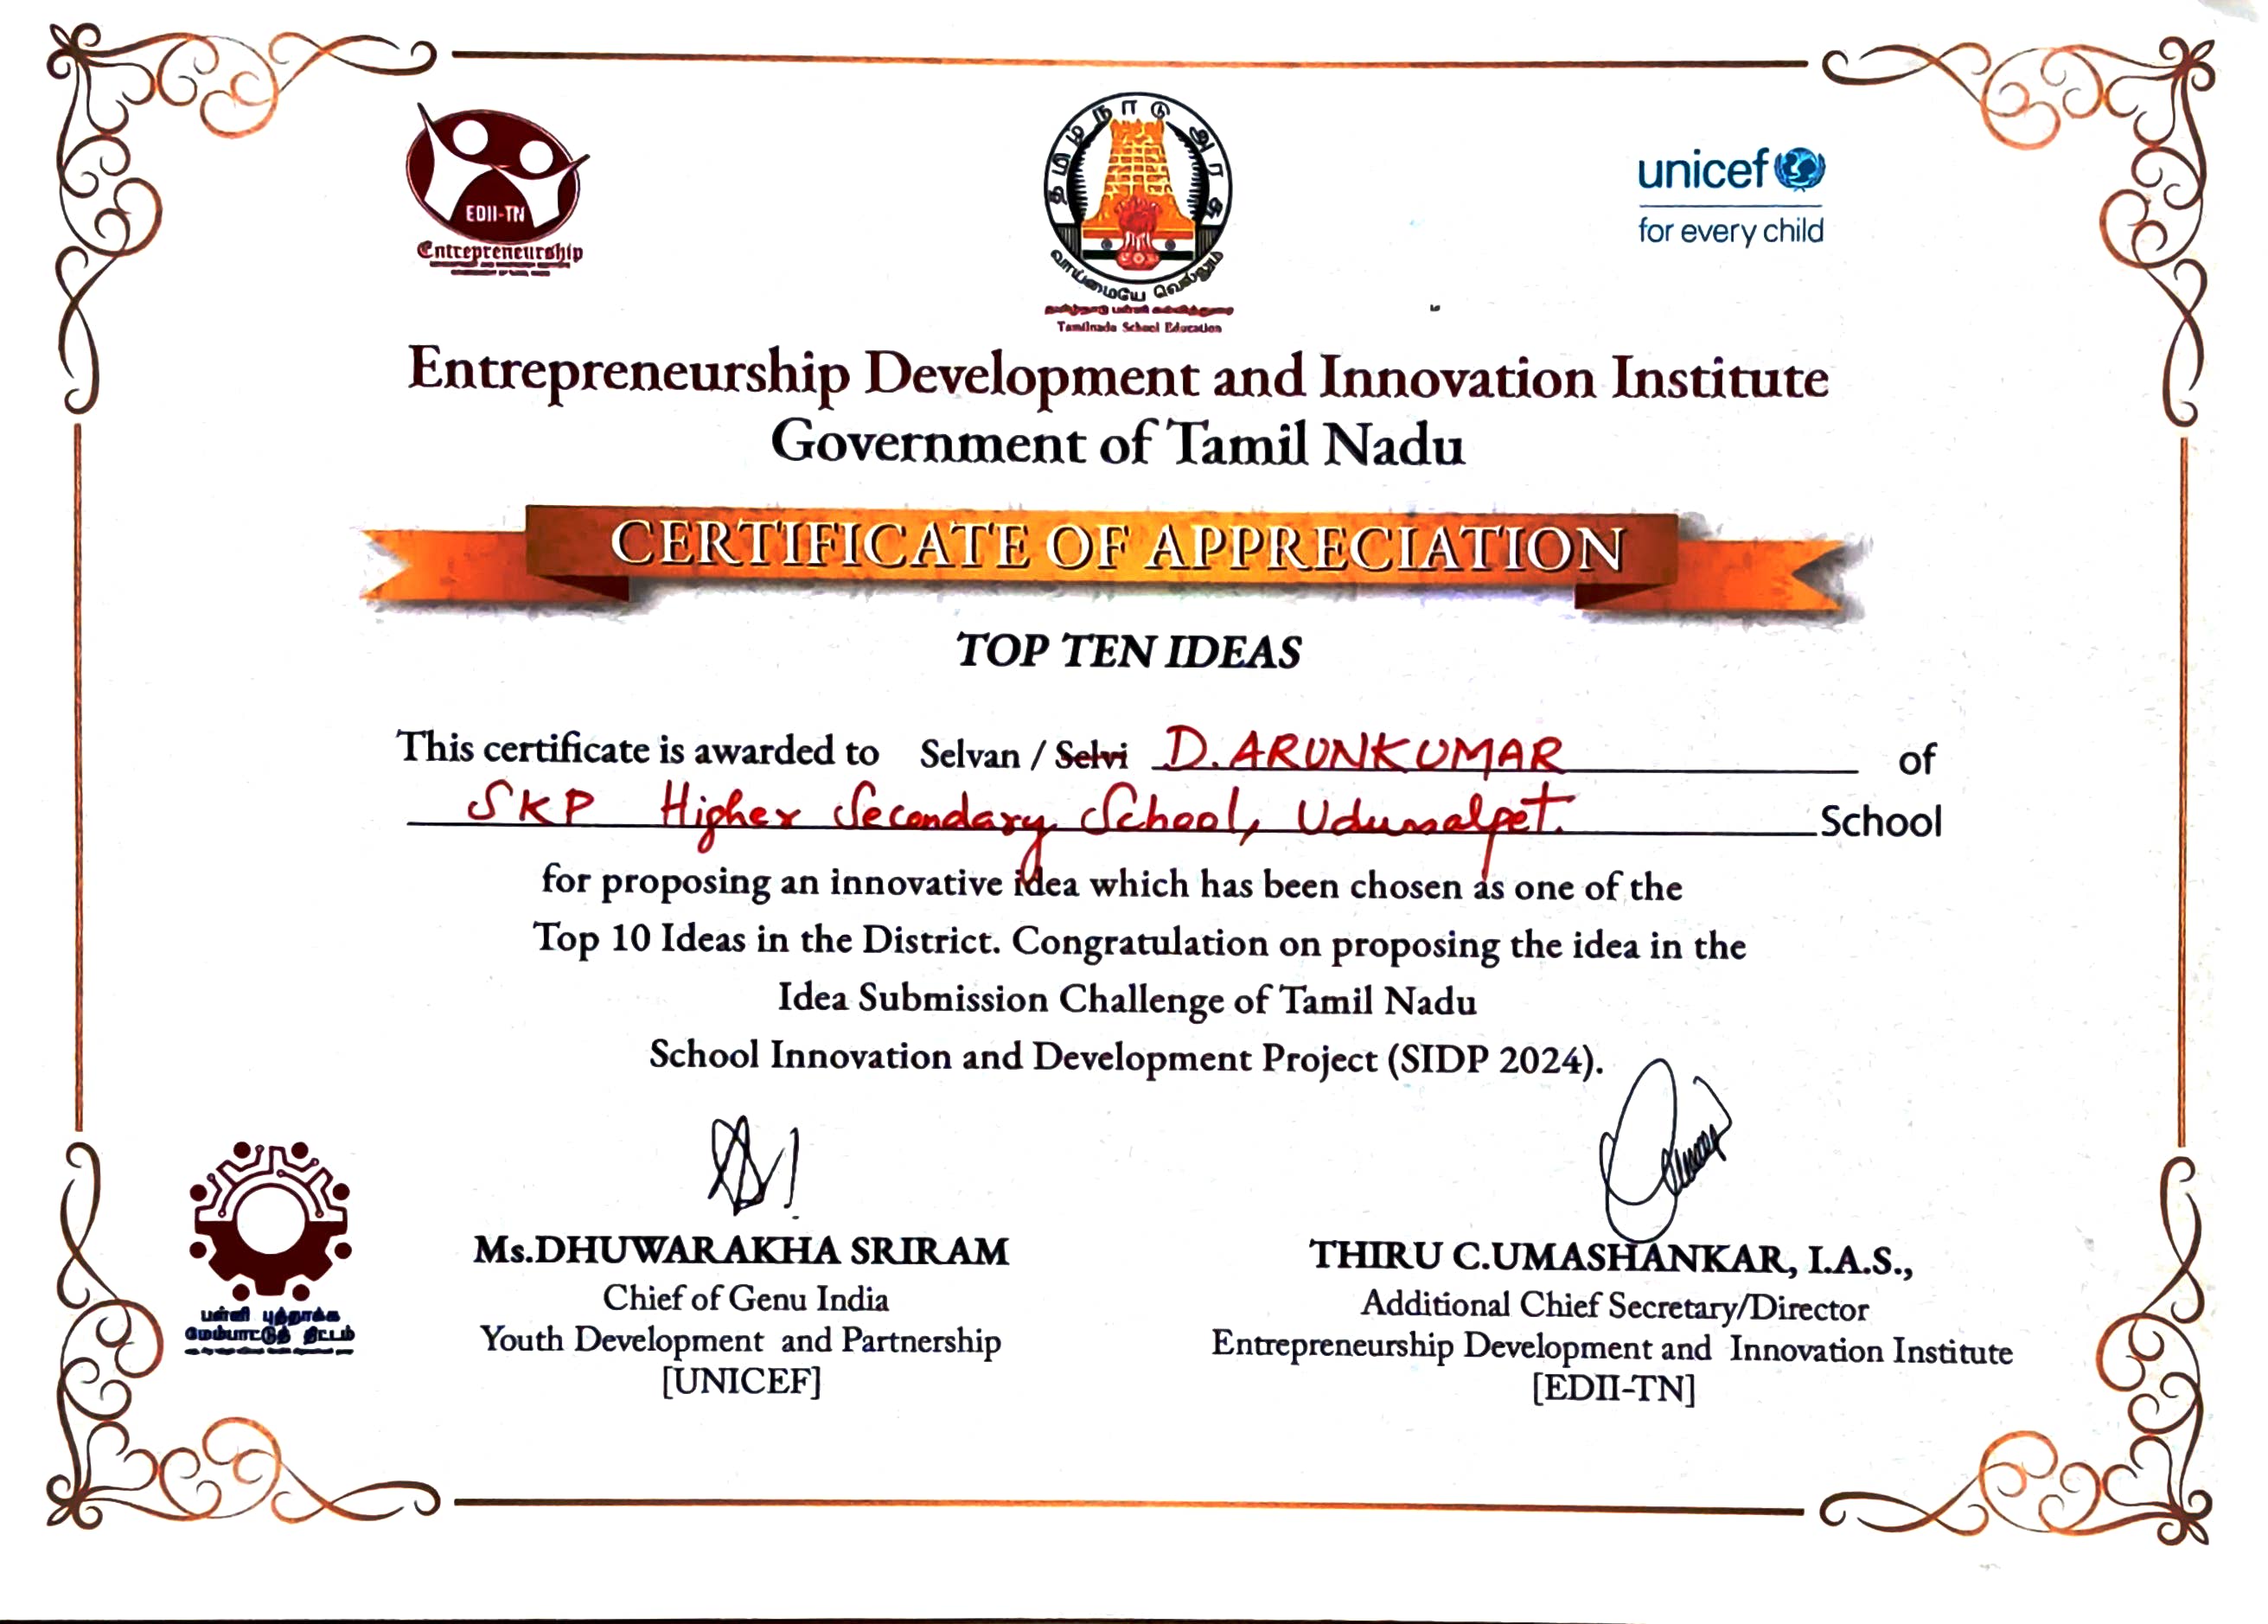 EDII-TN
Entrepreneurship
தமிழ்நாடு அரசு
வாய்மையே வெல்லும்
Tamilnadu School Education
unicef
for every child
Entrepreneurship Development and Innovation Institute
Government of Tamil Nadu
CERTIFICATE OF APPRECIATION
TOP TEN IDEAS
This certificate is awarded to Selvan / Selvi D. ARUNKUMAR of
SKP Higher Secondary School, Udumalpet. School
for proposing an innovative idea which has been chosen as one of the
Top 10 Ideas in the District. Congratulation on proposing the idea in the
Idea Submission Challenge of Tamil Nadu
School Innovation and Development Project (SIDP 2024).
Ms.DHUWARAKHA SRIRAM
Chief of Genu India
Youth Development and Partnership
[UNICEF]
THIRU C.UMASHANKAR, I.A.S.,
Additional Chief Secretary/Director
Entrepreneurship Development and Innovation Institute
[EDII-TN]
பள்ளி புத்தாக்க
மேம்பாட்டுத் திட்டம்